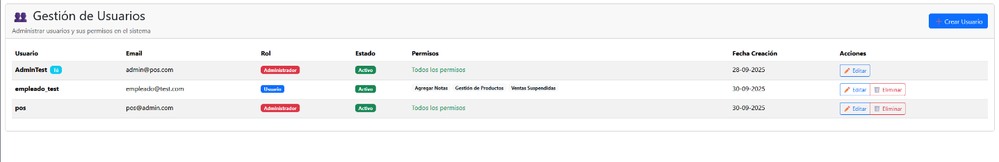 Gestión de Usuarios
Administrar usuarios y sus permisos en el sistema
Crear Usuario
Usuario Email Rol Estado Permisos Fecha Creación Acciones
AdminTest Tú admin@pos.com Administrador Activo Todos los permisos 28-09-2025 Editar
empleado_test empleado@test.com Usuario Activo Agregar Notas Gestión de Productos Ventas Suspendidas 30-09-2025 Editar Eliminar
pos pos@admin.com Administrador Activo Todos los permisos 30-09-2025 Editar Eliminar